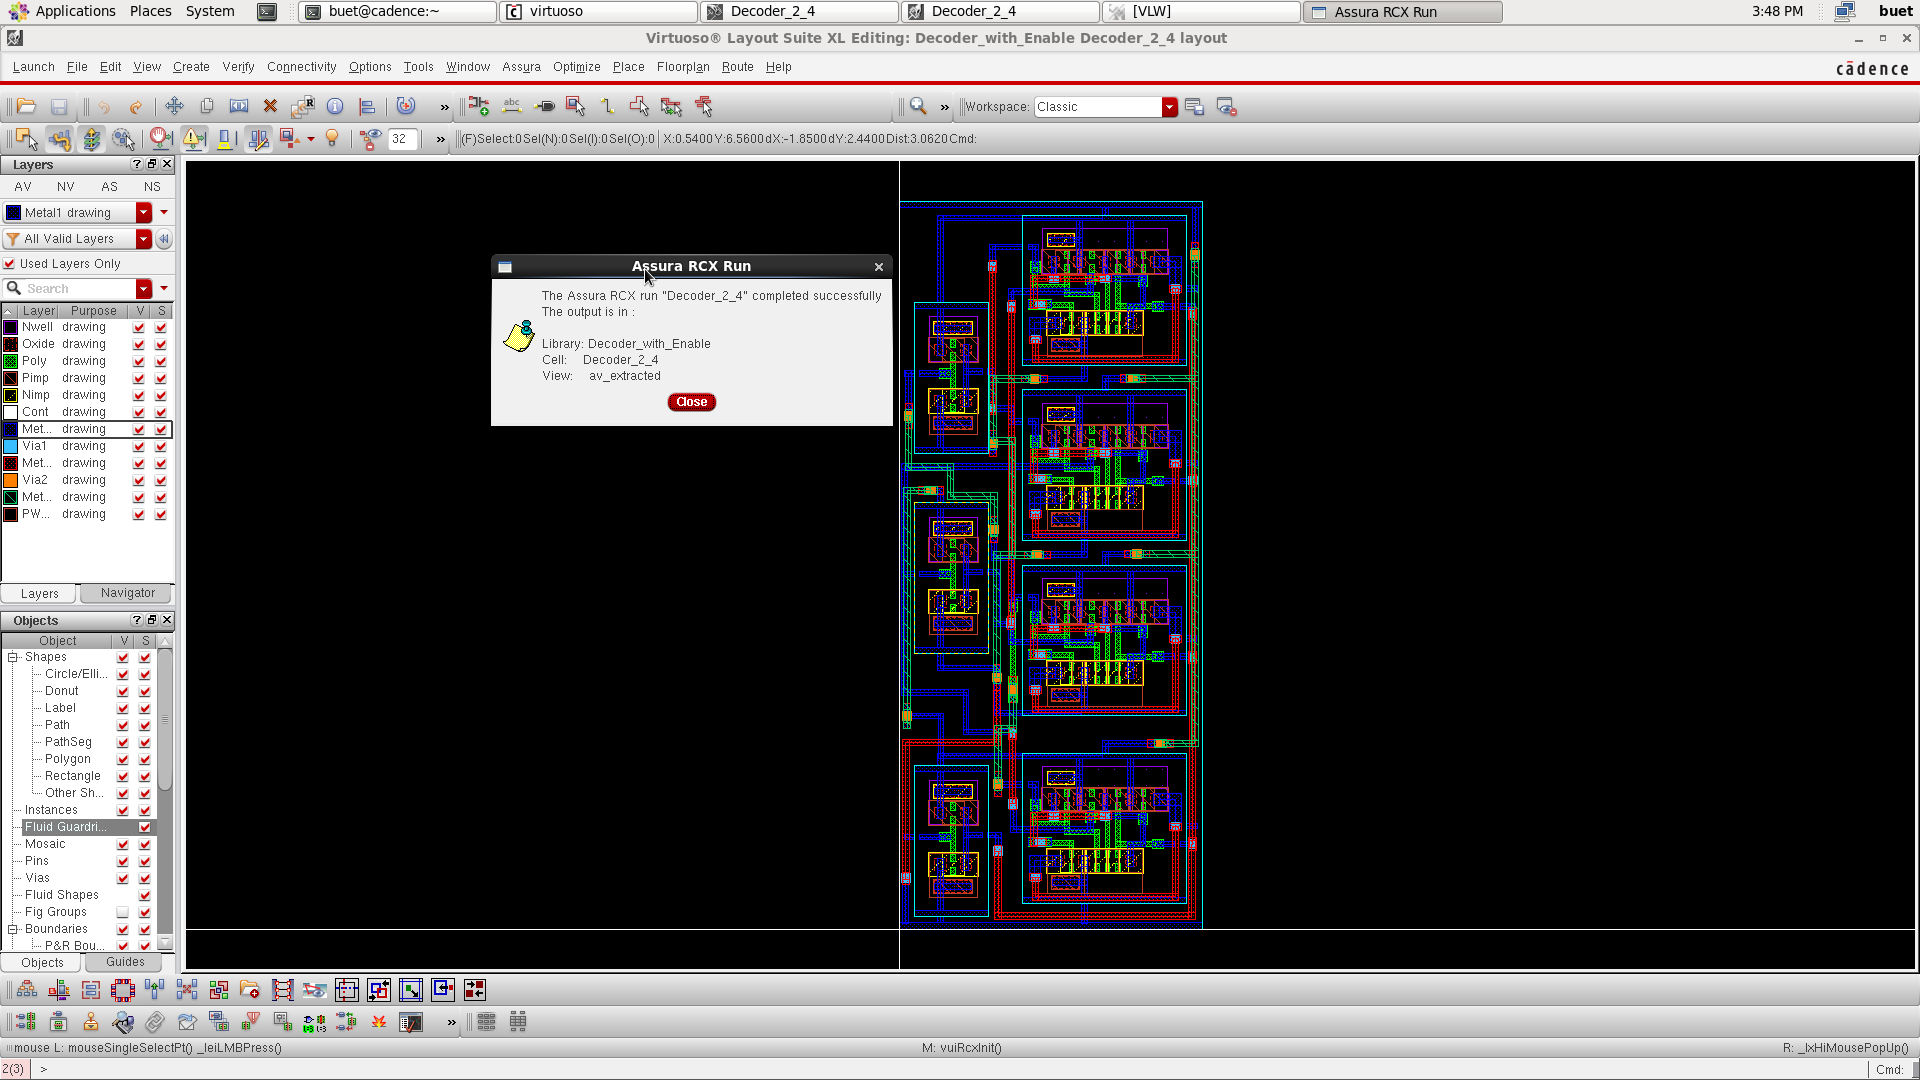 Applications Places System buet@cadence:~ virtuoso Decoder_2_4 Decoder_2_4 [VLW] Assura RCX Run 3:48 PM buet
Virtuoso® Layout Suite XL Editing: Decoder_with_Enable Decoder_2_4 layout
Launch File Edit View Create Verify Connectivity Options Tools Window Assura Optimize Place Floorplan Route Help cādence
» abc » Workspace: Classic
32 » (F)Select:0 Sel(N):0 Sel(I):0 Sel(O):0 X:0.5400 Y:6.5600 dX:-1.8500 dY:2.4400 Dist:3.0620 Cmd:
Layers
AV NV AS NS
Metal1 drawing
All Valid Layers
Used Layers Only
Search
Layer Purpose V S
Nwell drawing
Oxide drawing
Poly drawing
Pimp drawing
Nimp drawing
Cont drawing
Met... drawing
Via1 drawing
Met... drawing
Via2 drawing
Met... drawing
PW... drawing
Layers Navigator
Objects
Object V S
Shapes
Circle/Elli...
Donut
Label
Path
PathSeg
Polygon
Rectangle
Other Sh...
Instances
Fluid Guardri...
Mosaic
Pins
Vias
Fluid Shapes
Fig Groups
Boundaries
P&R Bou...
Objects Guides
Assura RCX Run
The Assura RCX run "Decoder_2_4" completed successfully
The output is in :
Library: Decoder_with_Enable
Cell: Decoder_2_4
View: av_extracted
Close
»
mouse L: mouseSingleSelectPt() _leiLMBPress() M: vuiRcxInit() R: _lxHiMousePopUp()
2(3) > Cmd: